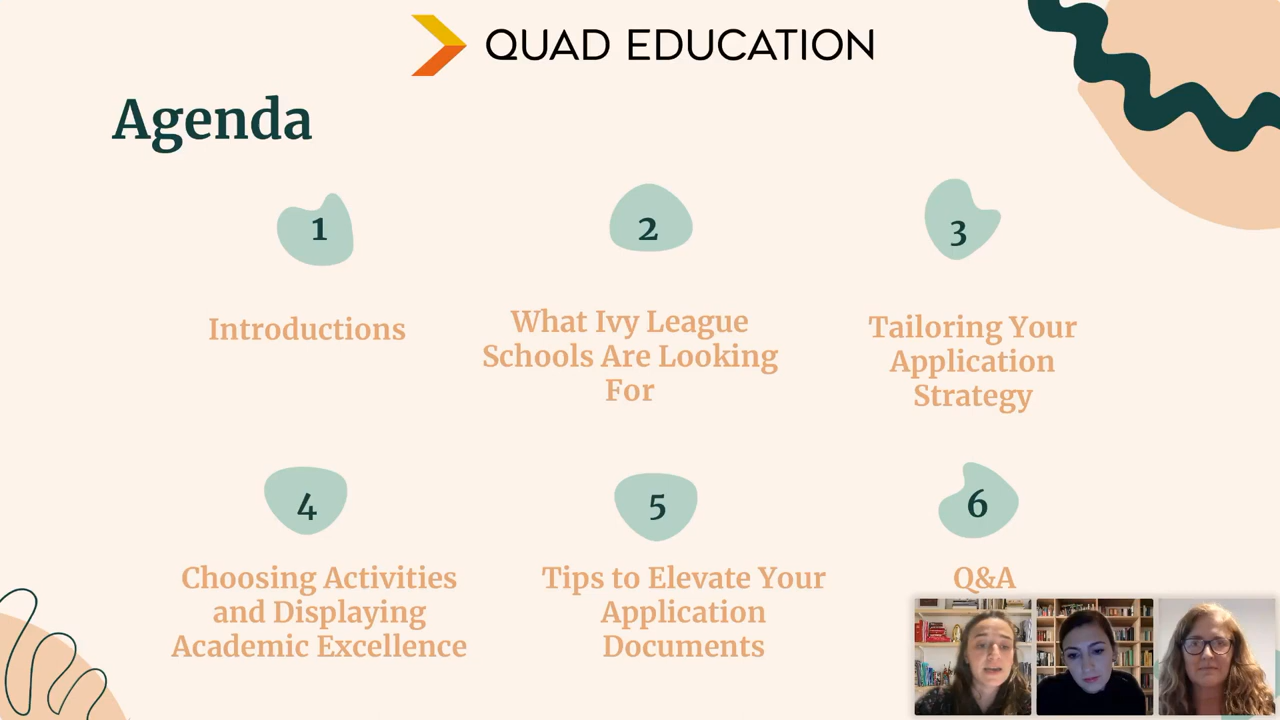 QUAD EDUCATION
Agenda
1
Introductions
2
What Ivy League
Schools Are Looking
For
3
Tailoring Your
Application
Strategy
4
Choosing Activities
and Displaying
Academic Excellence
5
Tips to Elevate Your
Application
Documents
6
Q&A